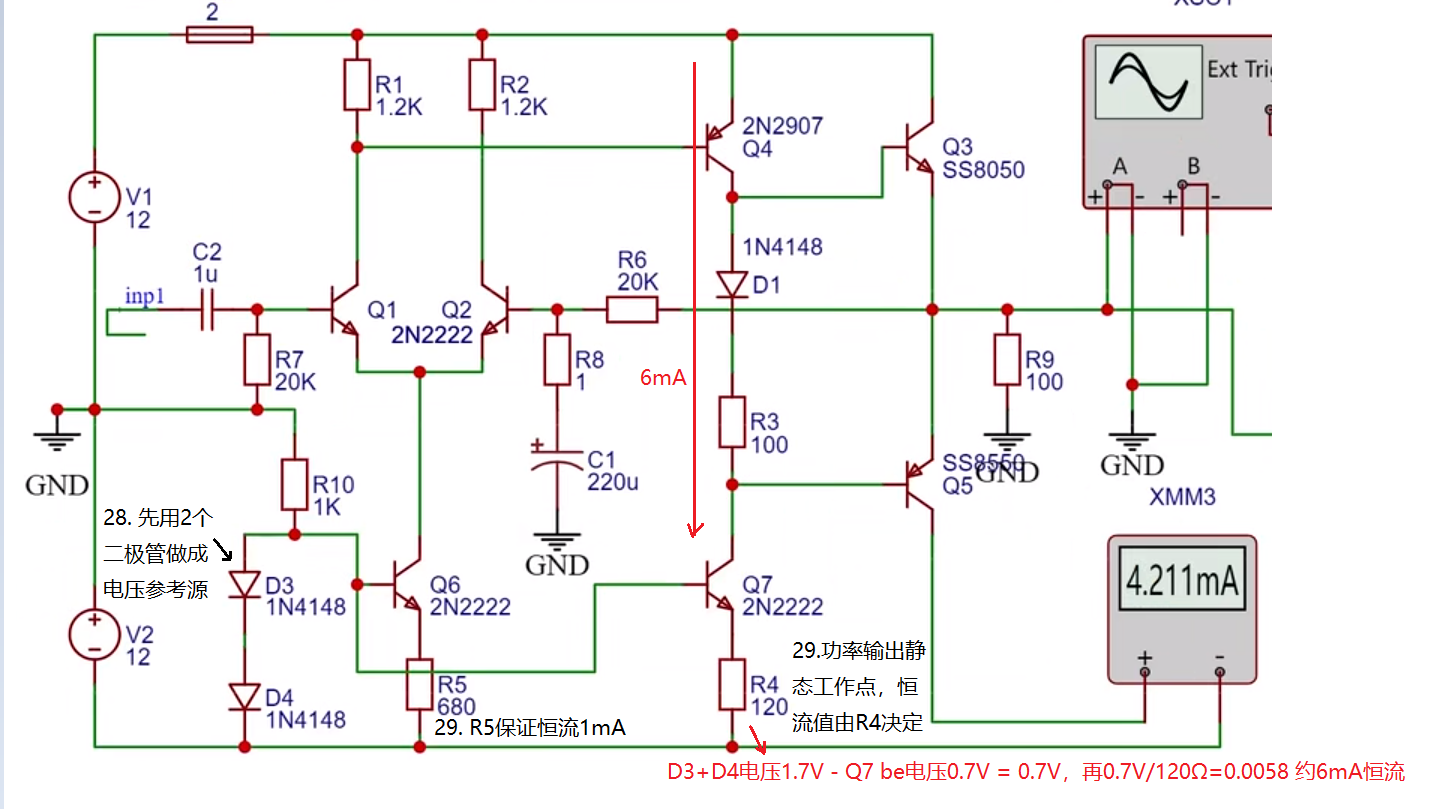 XSC1
2
R1
1.2K
R2
1.2K
2N2907
Q4
Q3
SS8050
Ext Tri
A
B
+
-
+
-
+
V1
12
C2
1u
inp1
Q1
Q2
2N2222
R6
20K
1N4148
D1
R7
20K
R8
1
6mA
R9
100
R3
100
+
C1
220u
GND
GND
GND
GND
SS8550
Q5
R10
1K
XMM3
4.211mA
+
-
28. 先用2个
二极管做成
电压参考源
D3
1N4148
Q6
2N2222
Q7
2N2222
+
V2
12
D4
1N4148
R5
680
29. R5保证恒流1mA
R4
120
29.功率输出静
态工作点，恒
流值由R4决定
D3+D4电压1.7V - Q7 be电压0.7V = 0.7V，再0.7V/120Ω=0.0058 约6mA恒流